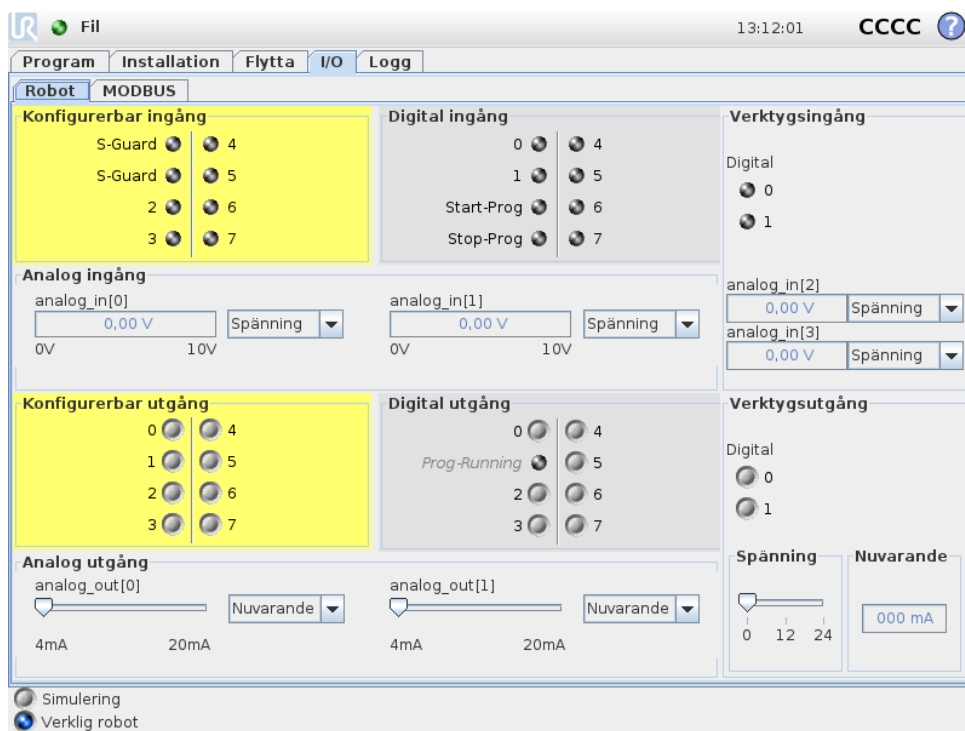 UR Fil 13:12:01 CCCC ?
Program Installation Flytta I/O Logg
Robot MODBUS
Konfigurerbar ingång
S-Guard 4
S-Guard 5
2 6
3 7
Digital ingång
0 4
1 5
Start-Prog 6
Stop-Prog 7
Verktygsingång
Digital
0
1
Analog ingång
analog_in[0]
0,00 V Spänning
0V 10V
analog_in[1]
0,00 V Spänning
0V 10V
analog_in[2]
0,00 V Spänning
analog_in[3]
0,00 V Spänning
Konfigurerbar utgång
0 4
1 5
2 6
3 7
Digital utgång
0 4
Prog-Running 5
2 6
3 7
Verktygsutgång
Digital
0
1
Analog utgång
analog_out[0]
Nuvarande
4mA 20mA
analog_out[1]
Nuvarande
4mA 20mA
Spänning
0 12 24
Nuvarande
000 mA
Simulering
Verklig robot